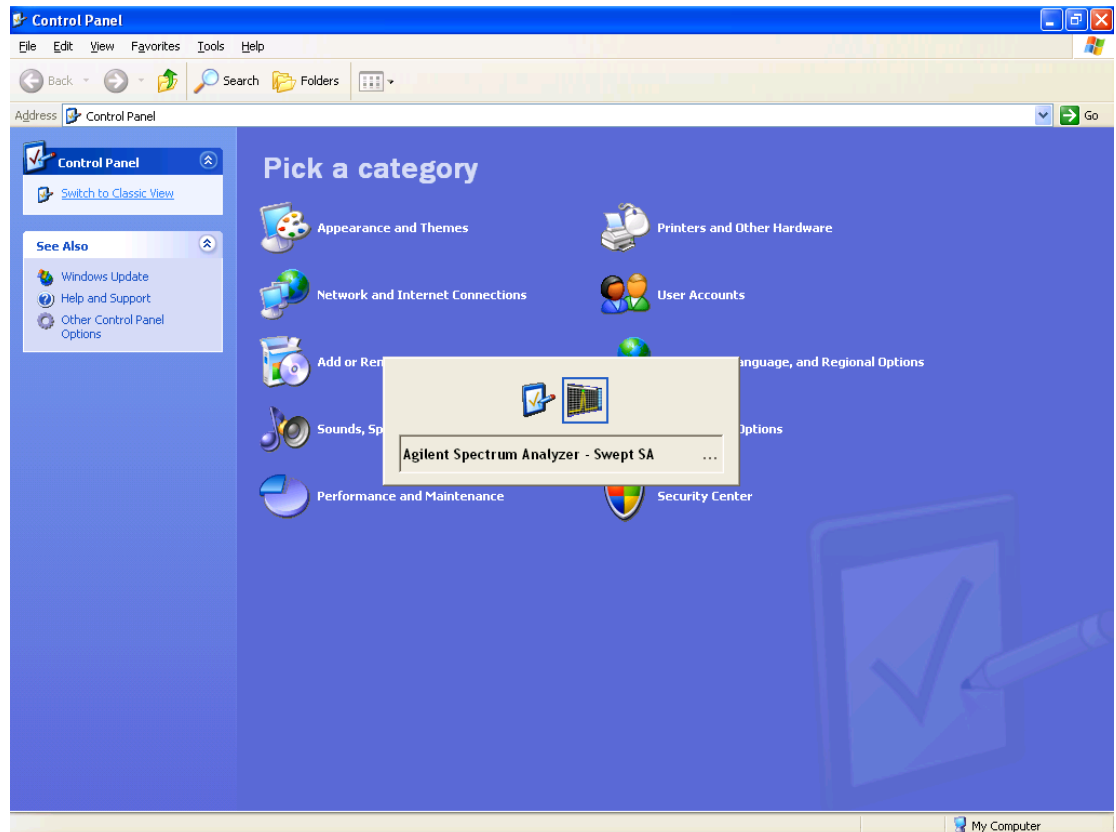 Control Panel
File Edit View Favorites Tools Help
Back Search Folders
Address Control Panel Go
Control Panel
Switch to Classic View
See Also
Windows Update
Help and Support
Other Control Panel
Options
Pick a category
Appearance and Themes
Printers and Other Hardware
Network and Internet Connections
User Accounts
Add or Rem
anguage, and Regional Options
Sounds, Sp
Options
Agilent Spectrum Analyzer - Swept SA ...
Performance and Maintenance
Security Center
My Computer